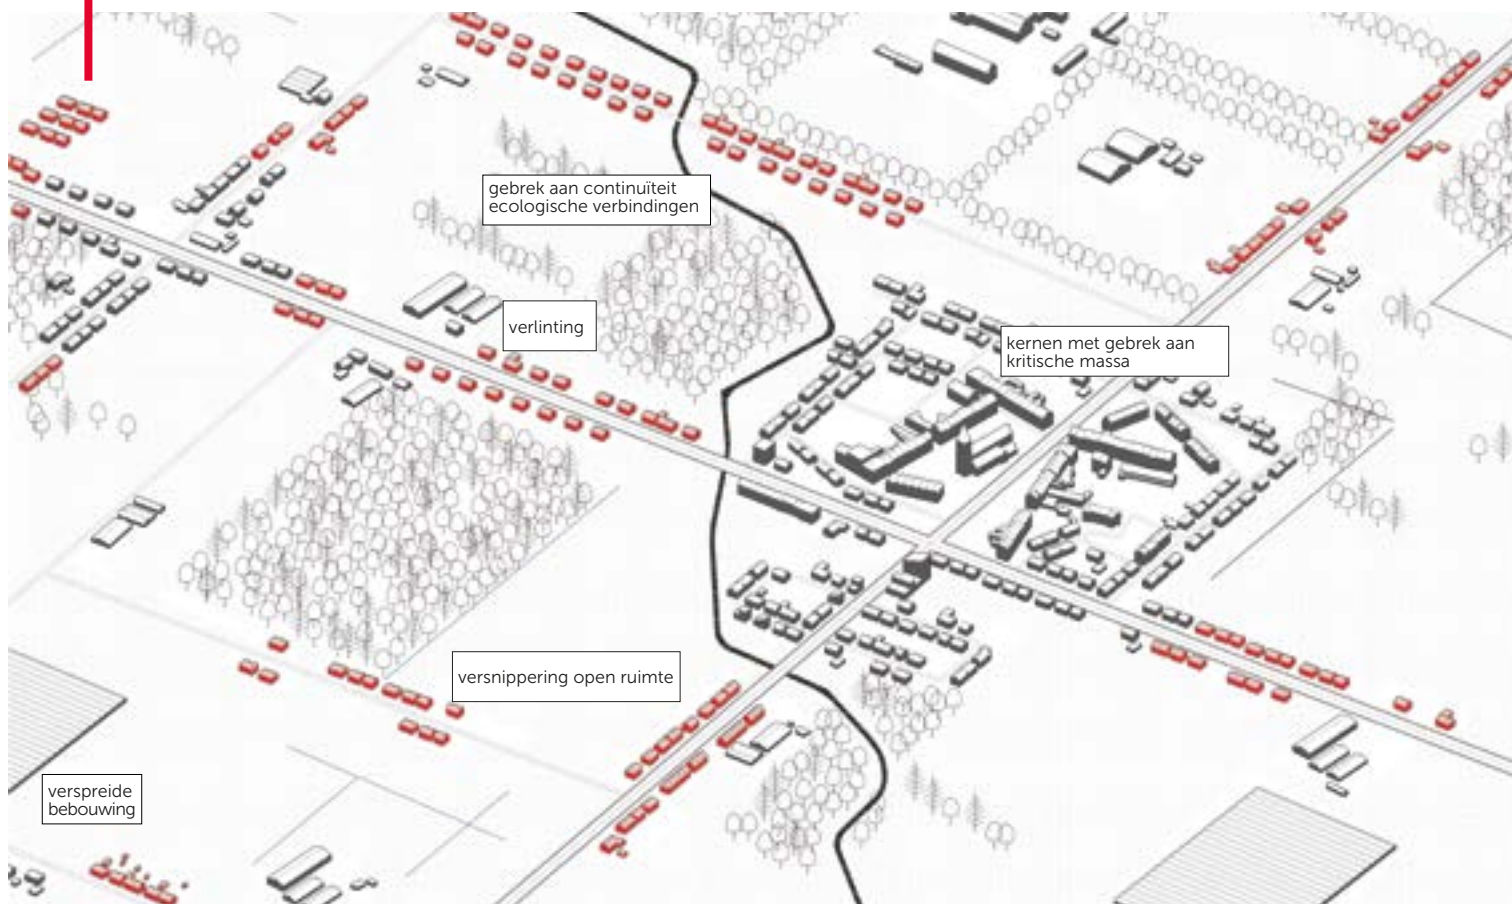 gebrek aan continuïteit
ecologische verbindingen
verlinting
kernen met gebrek aan
kritische massa
versnippering open ruimte
verspreide
bebouwing